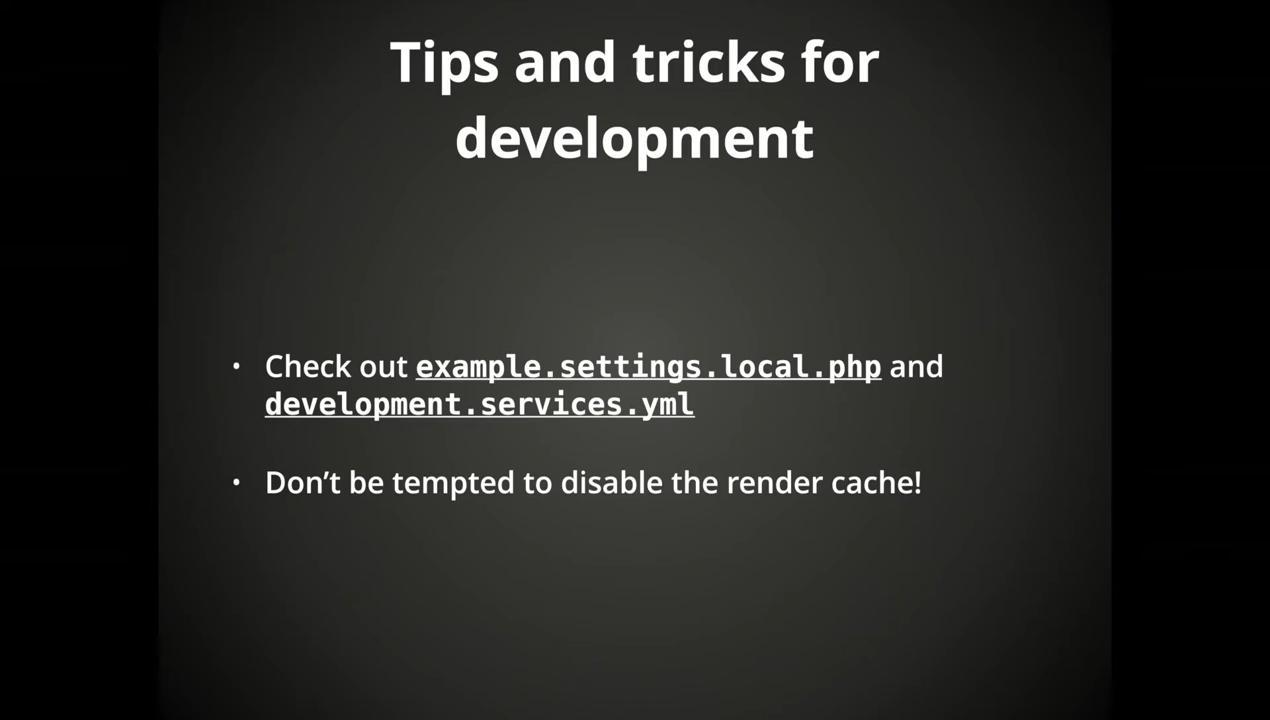 Tips and tricks for
development
• Check out example.settings.local.php and
development.services.yml
• Don’t be tempted to disable the render cache!